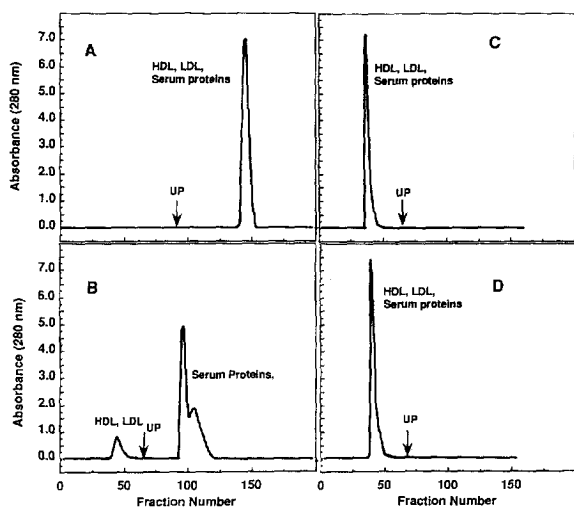 Absorbance (280 nm)
7.0
6.0
5.0
4.0
3.0
2.0
1.0
0.0
A
HDL, LDL,
Serum proteins
UP
C
HDL, LDL,
Serum proteins
UP
Absorbance (280 nm)
7.0
6.0
5.0
4.0
3.0
2.0
1.0
0.0
B
HDL, LDL
UP
Serum Proteins.
D
HDL, LDL,
Serum proteins
UP
0 50 100 150
0 50 100 150
Fraction Number
Fraction Number